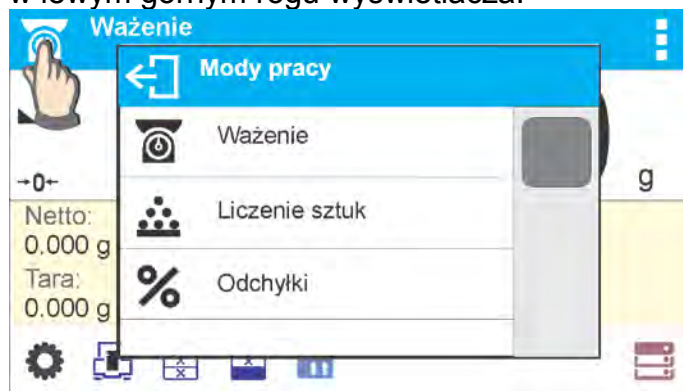 w lewym górnym rogu wyświetlacza.
Ważenie
Mody pracy
Ważenie
→0← g
Liczenie sztuk
Netto:
0.000 g
Odchyłki
Tara:
0.000 g